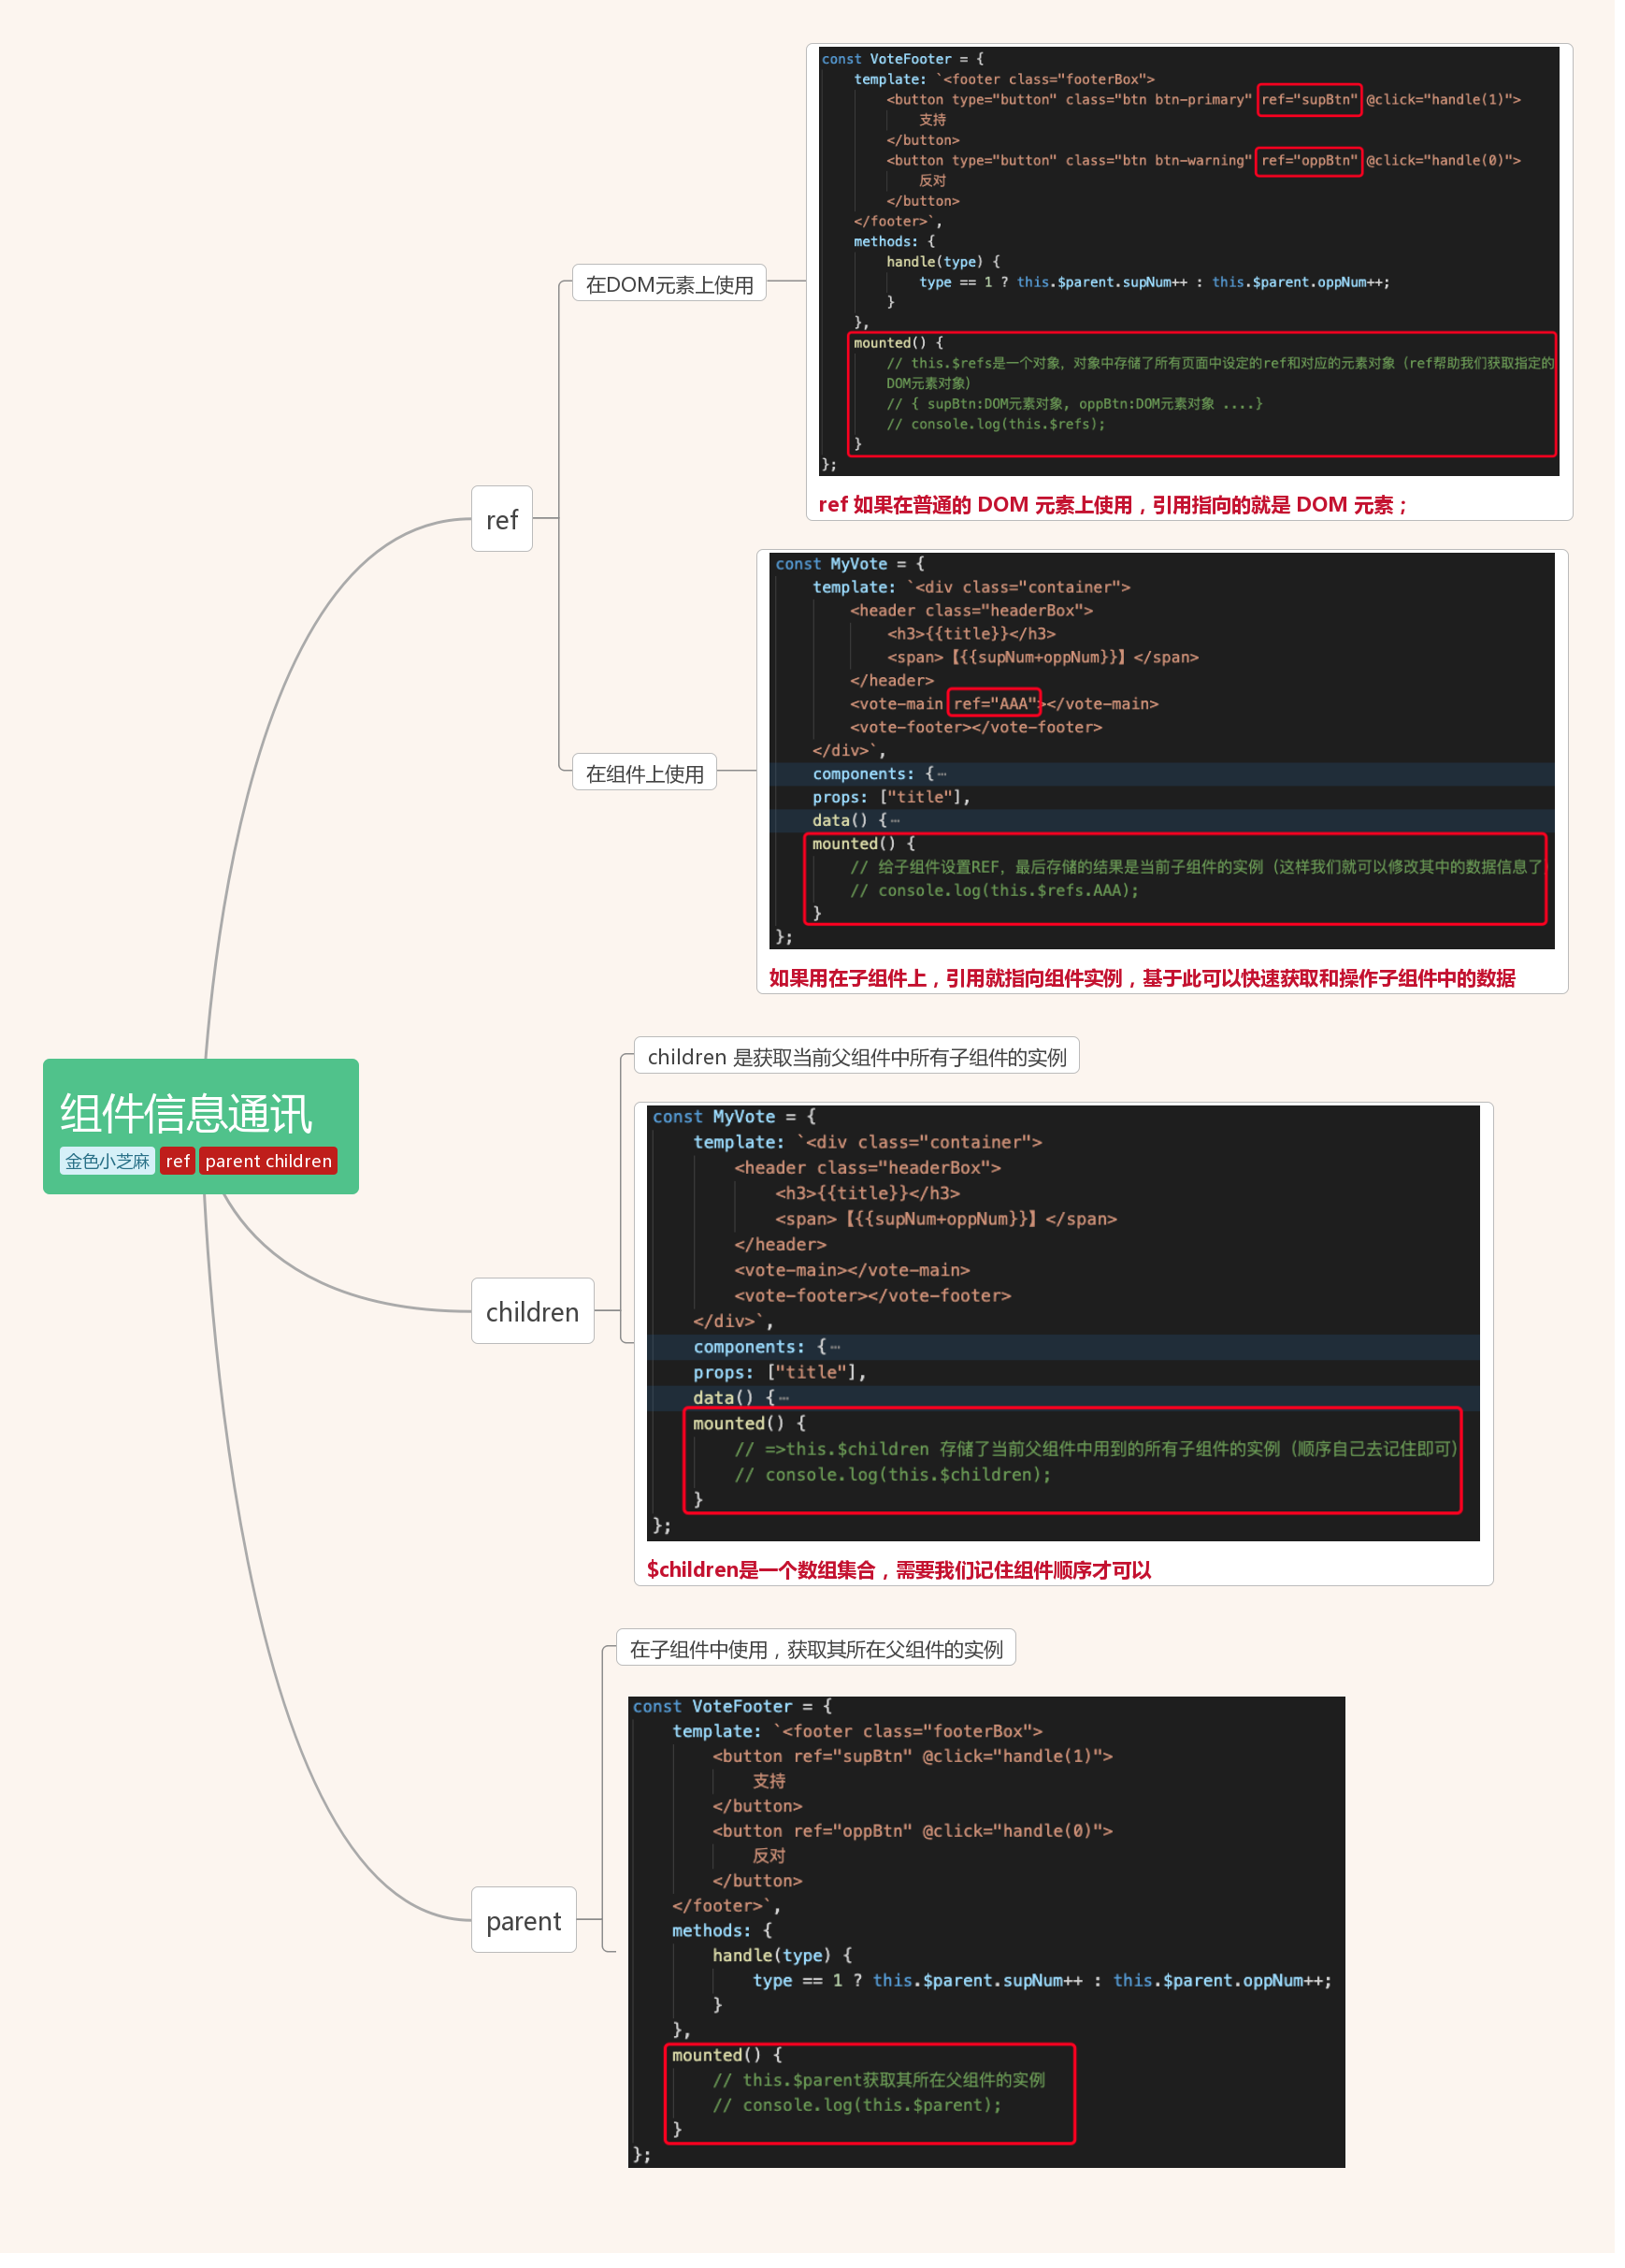 const VoteFooter = {
template: `<footer class="footerBox">
<button type="button" class="btn btn-primary" ref="supBtn" @click="handle(1)">
支持
</button>
<button type="button" class="btn btn-warning" ref="oppBtn" @click="handle(0)">
反对
</button>
</footer>`,
methods: {
handle(type) {
type == 1 ? this.$parent.supNum++ : this.$parent.oppNum++;
}
},
mounted() {
// this.$refs是一个对象，对象中存储了所有页面中设定的ref和对应的元素对象（ref帮助我们获取指定的
DOM元素对象）
// { supBtn:DOM元素对象, oppBtn:DOM元素对象 ....}
// console.log(this.$refs);
}
};
ref 如果在普通的 DOM 元素上使用，引用指向的就是 DOM 元素；
在DOM元素上使用
ref
const MyVote = {
template: `<div class="container">
<header class="headerBox">
<h3>{{title}}</h3>
<span>【{{supNum+oppNum}}】</span>
</header>
<vote-main ref="AAA"></vote-main>
<vote-footer></vote-footer>
</div>`,
components: {…
props: ["title"],
data() {…
mounted() {
// 给子组件设置REF，最后存储的结果是当前子组件的实例（这样我们就可以修改其中的数据信息了）
// console.log(this.$refs.AAA);
}
};
如果用在子组件上，引用就指向组件实例，基于此可以快速获取和操作子组件中的数据
在组件上使用
组件信息通讯
金色小芝麻 ref parent children
children 是获取当前父组件中所有子组件的实例
const MyVote = {
template: `<div class="container">
<header class="headerBox">
<h3>{{title}}</h3>
<span>【{{supNum+oppNum}}】</span>
</header>
<vote-main></vote-main>
<vote-footer></vote-footer>
</div>`,
components: {…
props: ["title"],
data() {…
mounted() {
// =>this.$children 存储了当前父组件中用到的所有子组件的实例（顺序自己去记住即可）
// console.log(this.$children);
}
};
$children是一个数组集合，需要我们记住组件顺序才可以
children
在子组件中使用，获取其所在父组件的实例
const VoteFooter = {
template: `<footer class="footerBox">
<button ref="supBtn" @click="handle(1)">
支持
</button>
<button ref="oppBtn" @click="handle(0)">
反对
</button>
</footer>`,
methods: {
handle(type) {
type == 1 ? this.$parent.supNum++ : this.$parent.oppNum++;
}
},
mounted() {
// this.$parent获取其所在父组件的实例
// console.log(this.$parent);
}
};
parent